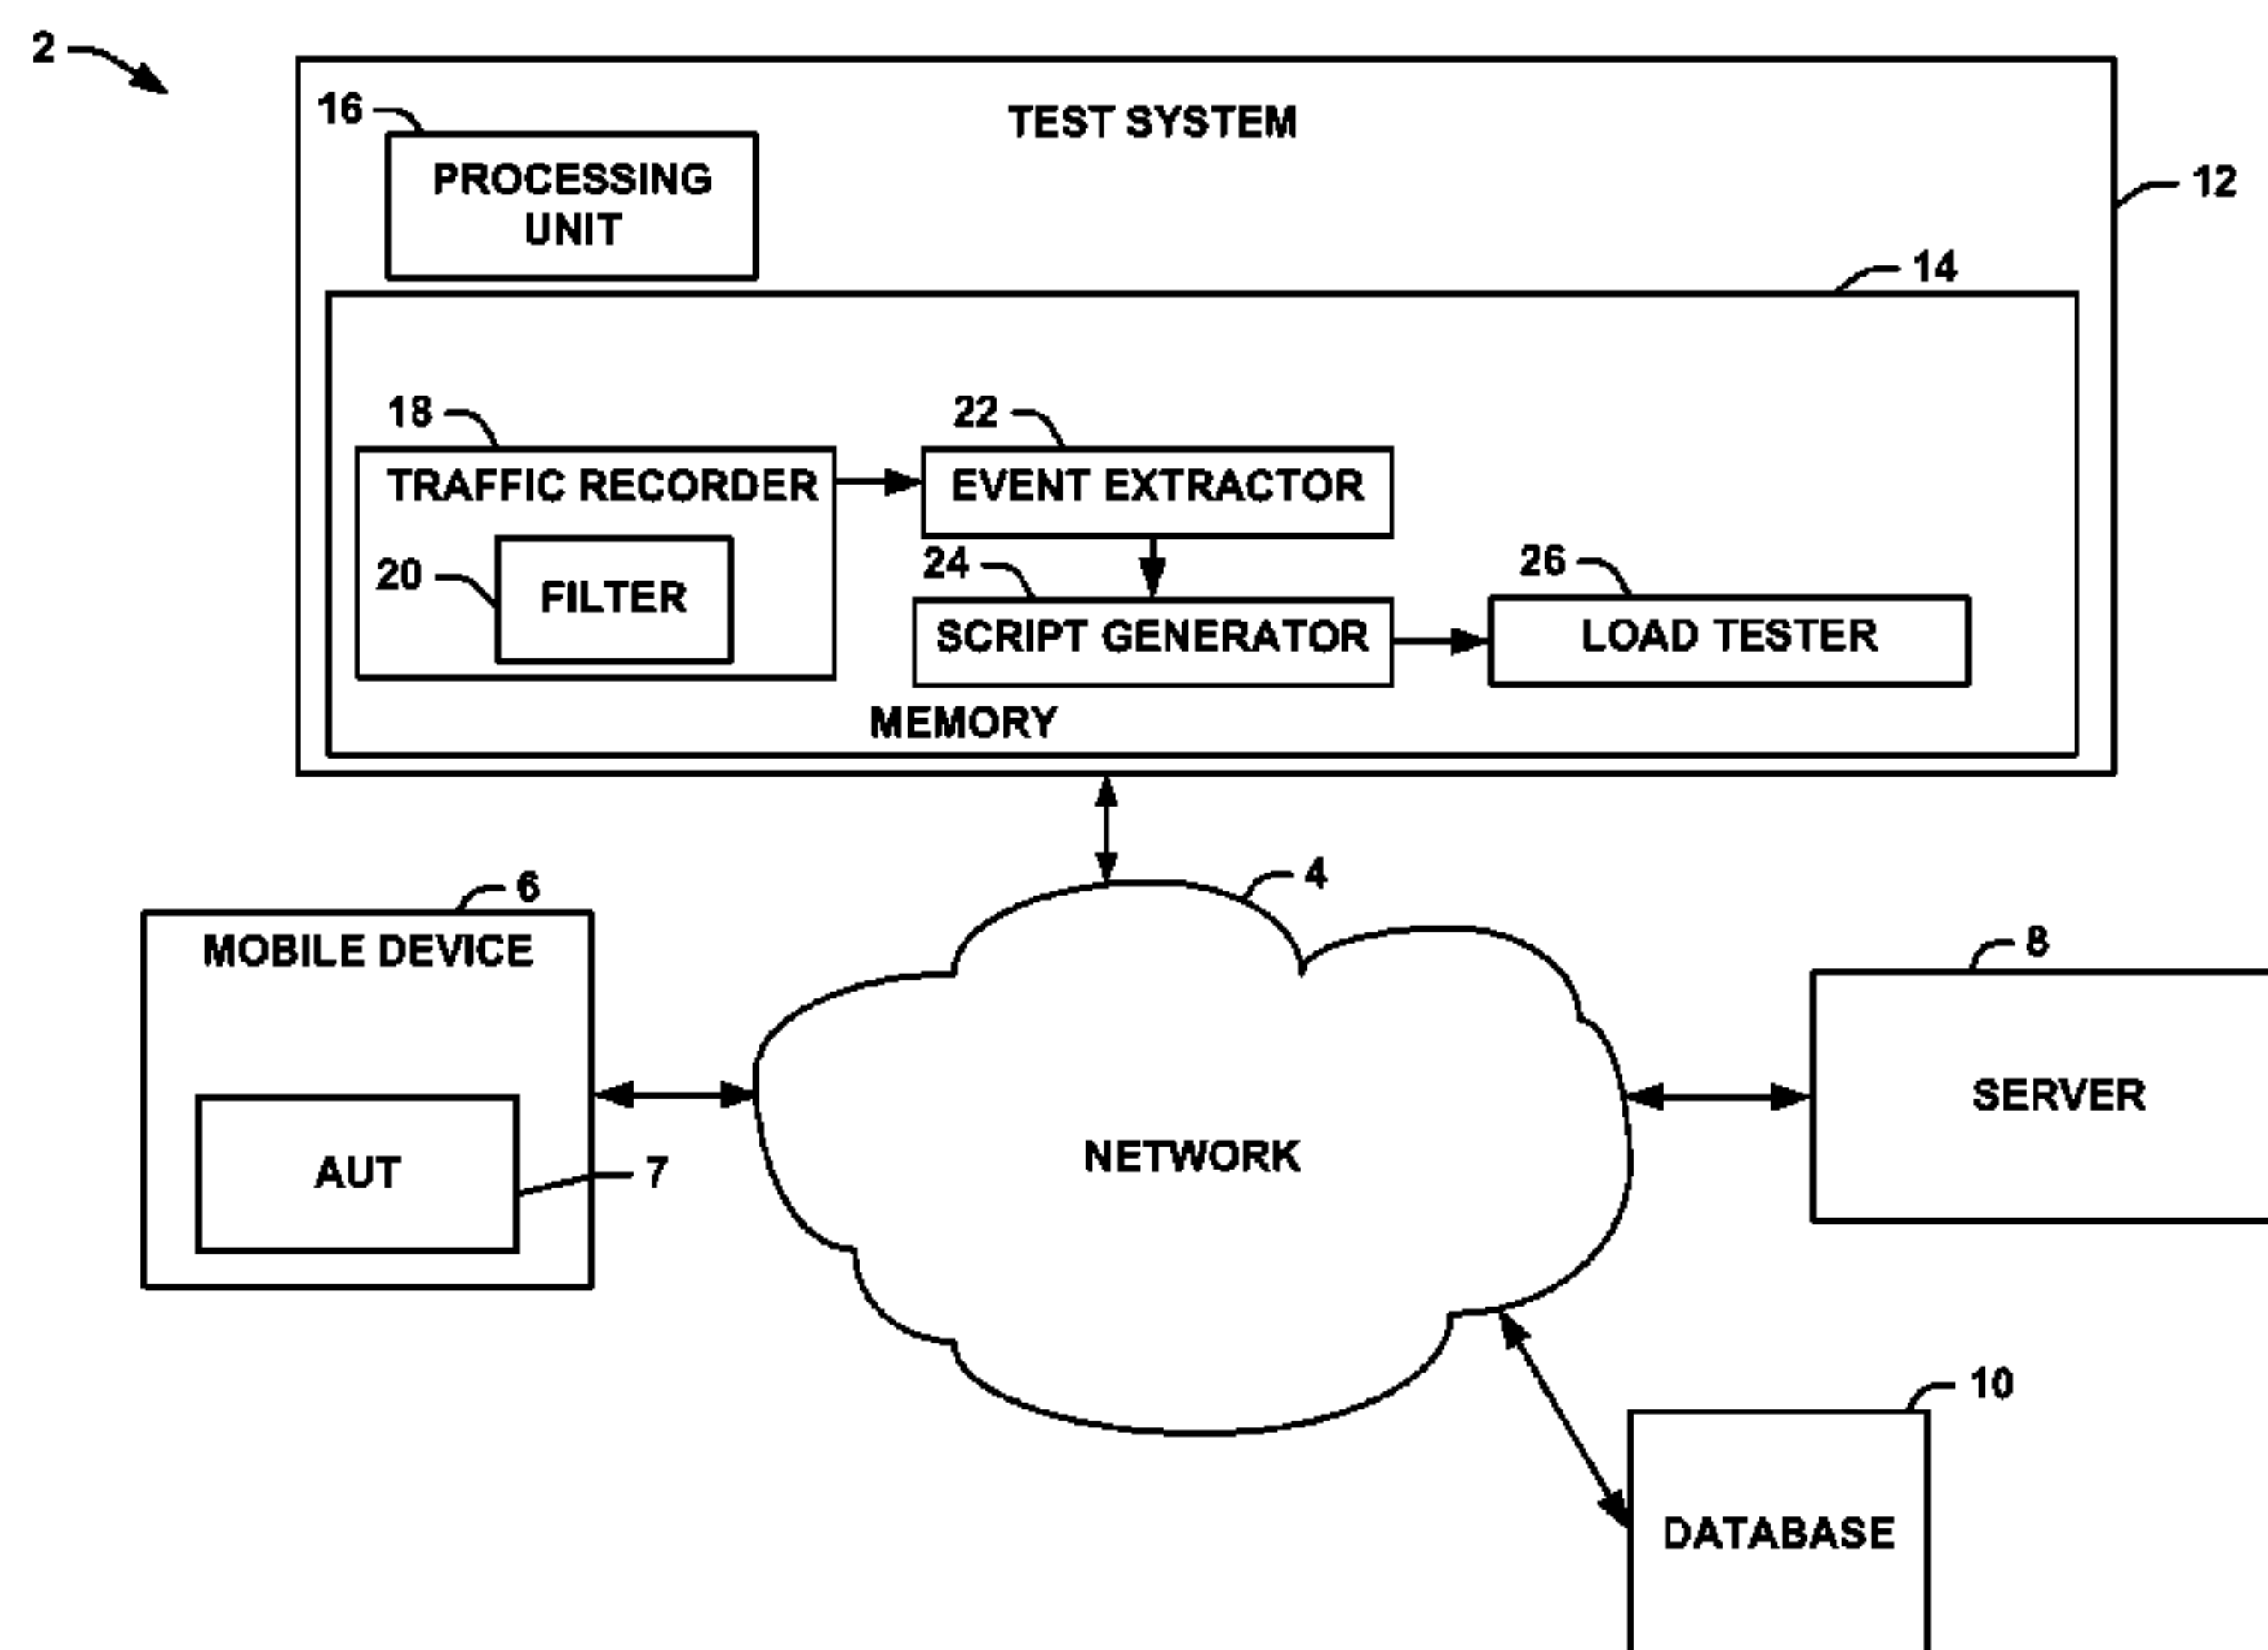 2
16
TEST SYSTEM
PROCESSING
UNIT
12
14
18
22
TRAFFIC RECORDER
EVENT EXTRACTOR
20
FILTER
24
26
SCRIPT GENERATOR
LOAD TESTER
MEMORY
6
4
MOBILE DEVICE
8
SERVER
AUT
7
NETWORK
10
DATABASE